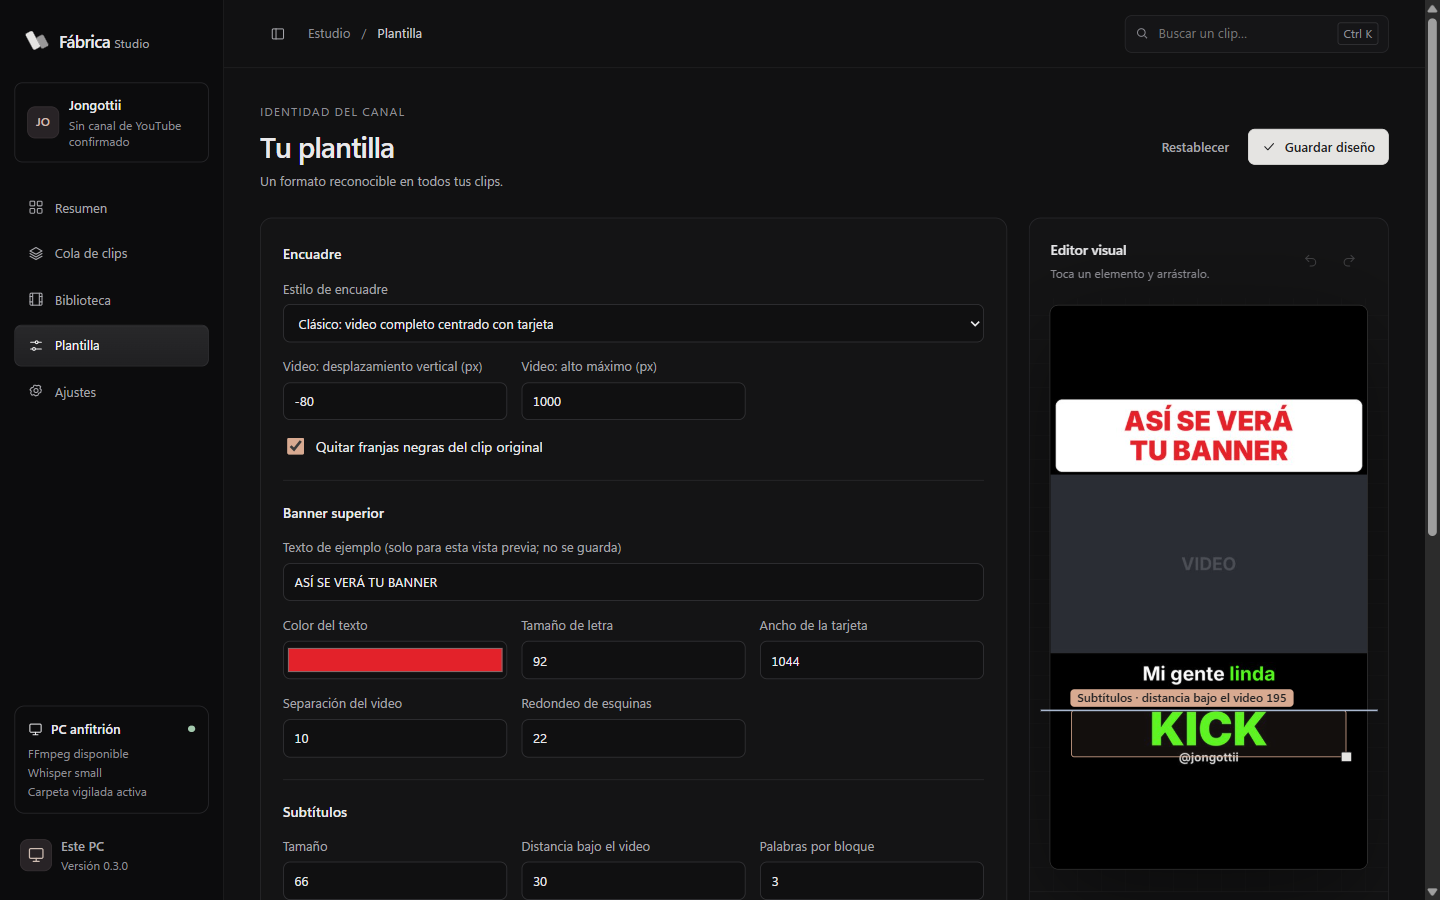 Fábrica Studio
Jongottii
JO
Sin canal de YouTube
confirmado
Resumen
Cola de clips
Biblioteca
Plantilla
Ajustes
PC anfitrión
FFmpeg disponible
Whisper small
Carpeta vigilada activa
Este PC
Versión 0.3.0
Estudio / Plantilla
Buscar un clip...
Ctrl K
IDENTIDAD DEL CANAL
Tu plantilla
Un formato reconocible en todos tus clips.
Restablecer
Guardar diseño
Encuadre
Estilo de encuadre
Clásico: video completo centrado con tarjeta
Video: desplazamiento vertical (px)
Video: alto máximo (px)
-80
1000
Quitar franjas negras del clip original
Banner superior
Texto de ejemplo (solo para esta vista previa; no se guarda)
ASÍ SE VERÁ TU BANNER
Color del texto
Tamaño de letra
Ancho de la tarjeta
92
1044
Separación del video
Redondeo de esquinas
10
22
Subtítulos
Tamaño
Distancia bajo el video
Palabras por bloque
66
30
3
Editor visual
Toca un elemento y arrástralo.
ASÍ SE VERÁ
TU BANNER
VIDEO
Mi gente linda
Subtítulos · distancia bajo el video 195
KICK
@jongottii